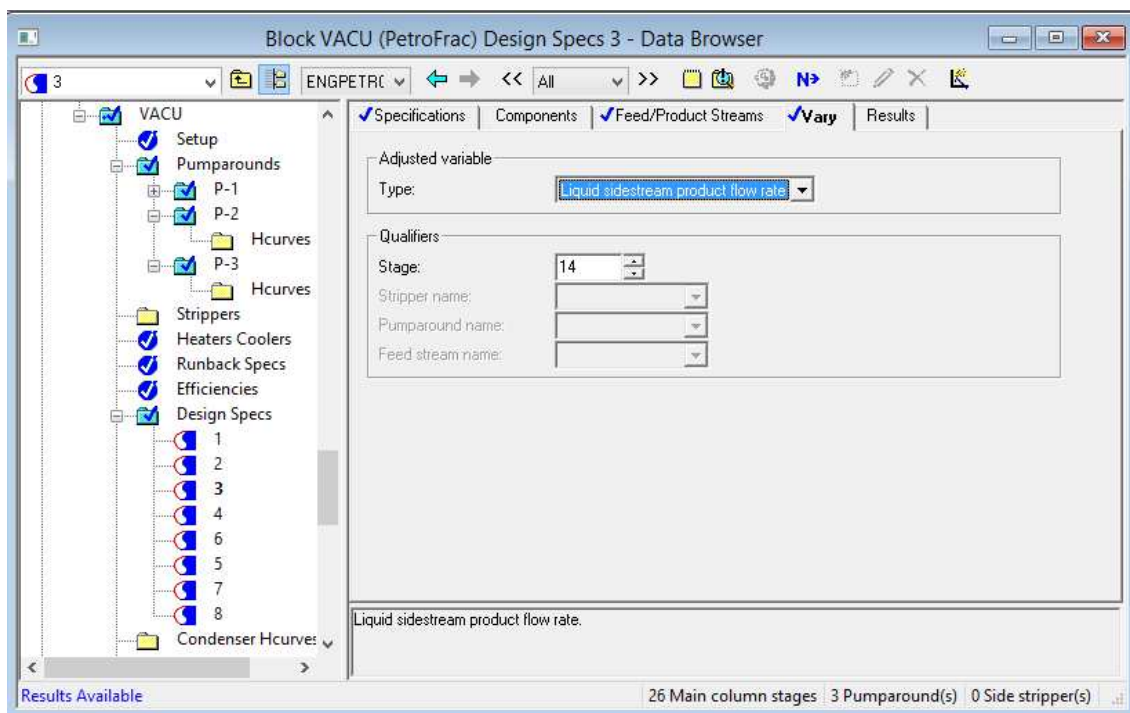 Block VACU (PetroFrac) Design Specs 3 - Data Browser
3 ENGPETRC << All >> N>
VACU
Setup
Pumparounds
P-1
P-2
Hcurves
P-3
Hcurves
Strippers
Heaters Coolers
Runback Specs
Efficiencies
Design Specs
1
2
3
4
6
5
7
8
Condenser Hcurves
Specifications Components Feed/Product Streams Vary Results
Adjusted variable
Type: Liquid sidestream product flow rate
Qualifiers
Stage: 14
Stripper name:
Pumparound name:
Feed stream name:
Liquid sidestream product flow rate.
Results Available 26 Main column stages 3 Pumparound(s) 0 Side stripper(s)